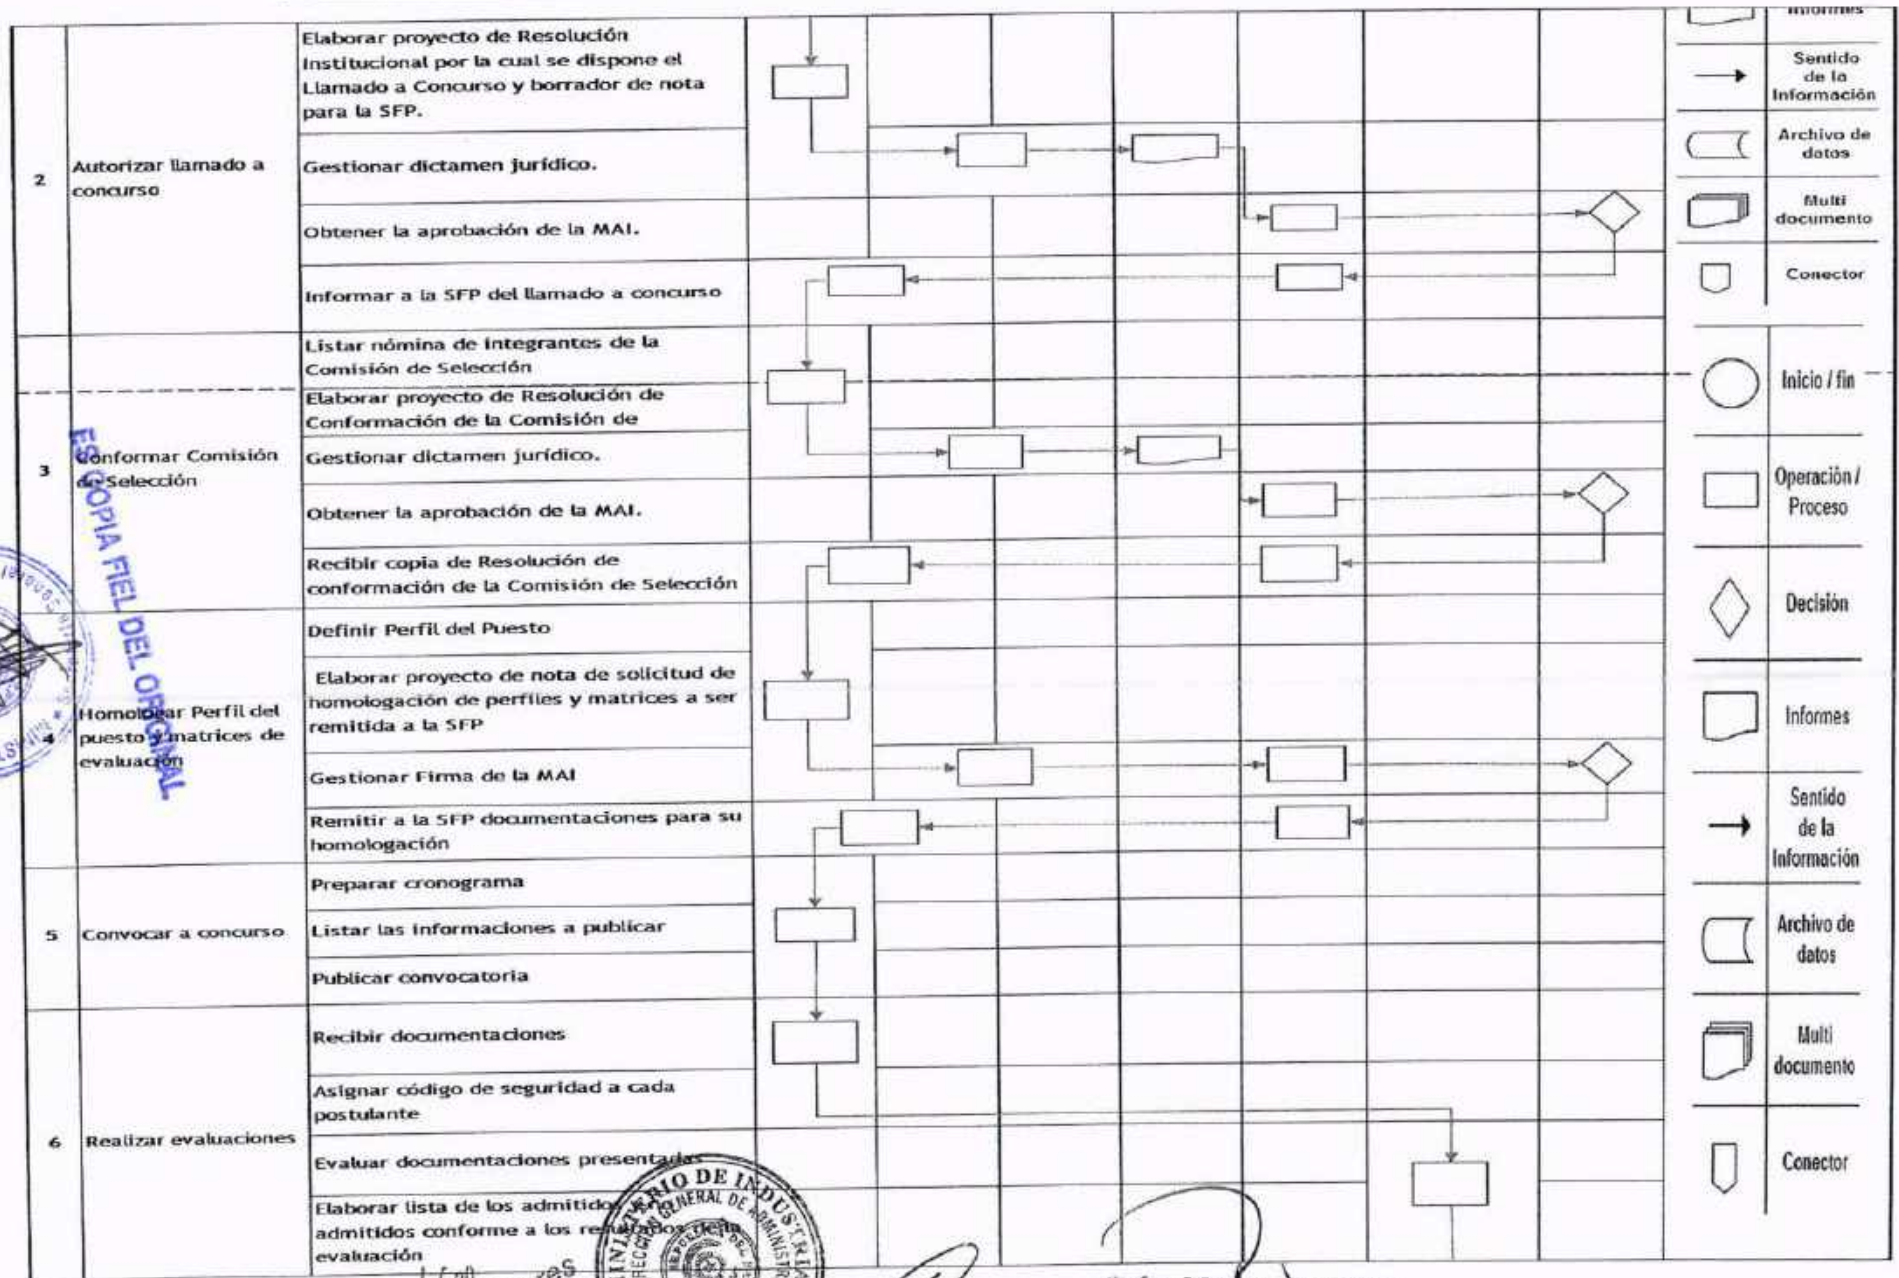 Elaborar proyecto de Resolución
Institucional por la cual se dispone el
Llamado a Concurso y borrador de nota
para la SFP.
2
Autorizar llamado a
concurso
Gestionar dictamen jurídico.
Obtener la aprobación de la MAI.
Informar a la SFP del llamado a concurso
Listar nómina de integrantes de la
Comisión de Selección
Elaborar proyecto de Resolución de
Conformación de la Comisión de
3
Conformar Comisión
de Selección
Gestionar dictamen jurídico.
Obtener la aprobación de la MAI.
Recibir copia de Resolución de
conformación de la Comisión de Selección
Definir Perfil del Puesto
Elaborar proyecto de nota de solicitud de
homologación de perfiles y matrices a ser
remitida a la SFP
4
Homologar Perfil del
puesto y matrices de
evaluación
Gestionar Firma de la MAI
Remitir a la SFP documentaciones para su
homologación
Preparar cronograma
5
Convocar a concurso
Listar las informaciones a publicar
Publicar convocatoria
Recibir documentaciones
Asignar código de seguridad a cada
postulante
6
Realizar evaluaciones
Evaluar documentaciones presentadas
Elaborar lista de los admitidos
admitidos conforme a los resultados de la
evaluación
Informes
Sentido
de la
Información
Archivo de
datos
Multi
documento
Conector
Inicio / fin
Operación /
Proceso
Decisión
Informes
Sentido
de la
Información
Archivo de
datos
Multi
documento
Conector
ES COPIA FIEL DEL ORIGINAL
MINISTERIO DE INDUSTRIA
GENERAL DE